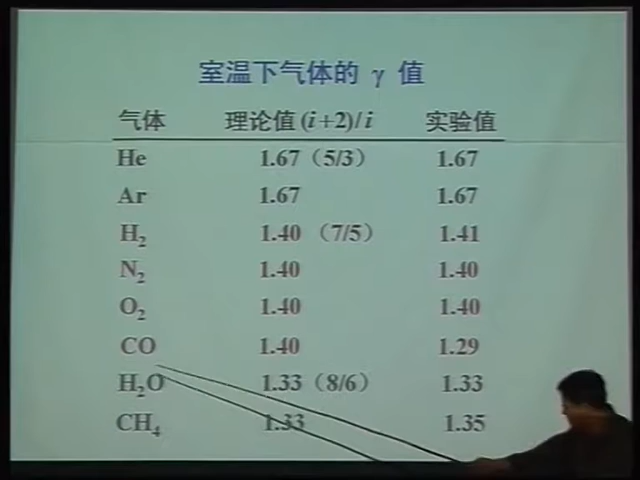 室温下气体的 γ 值
气体 理论值 (i+2)/i 实验值
He 1.67（5/3） 1.67
Ar 1.67 1.67
H₂ 1.40 （7/5） 1.41
N₂ 1.40 1.40
O₂ 1.40 1.40
CO 1.40 1.29
H₂O 1.33（8/6） 1.33
CH₄ 1.33 1.35